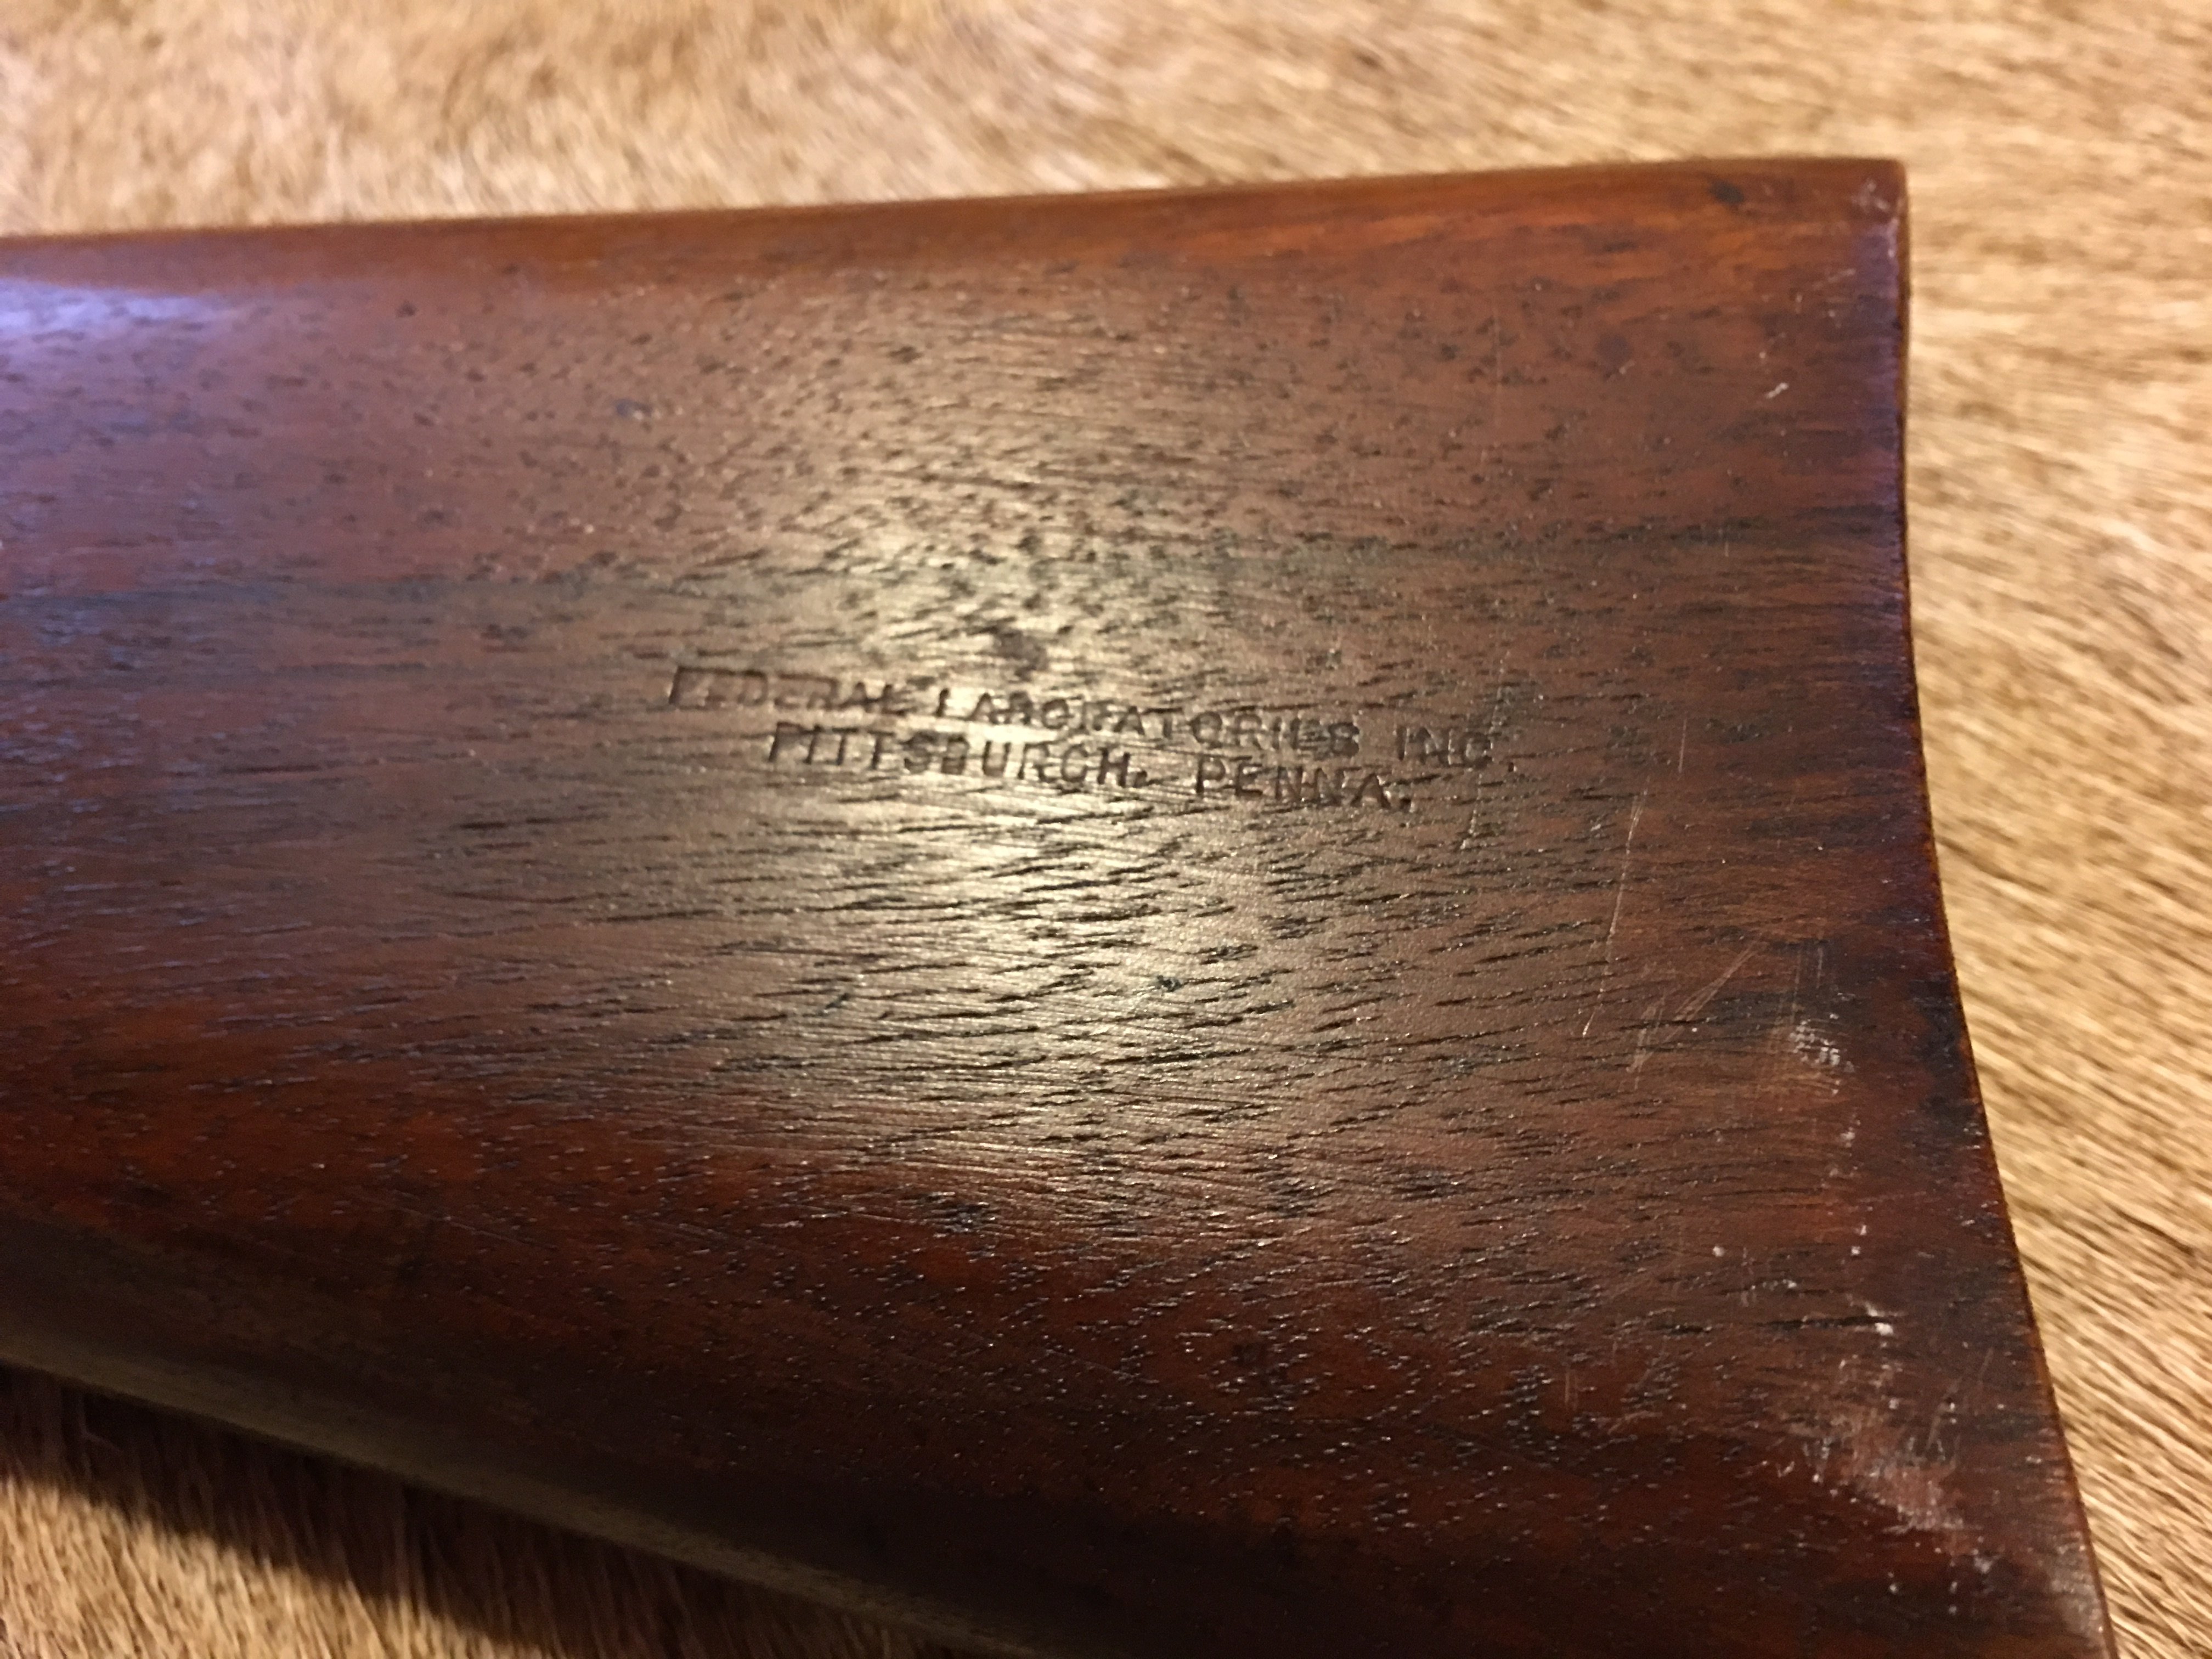 FEDERAL LABORATORIES INC.
PITTSBURGH. PENNA.